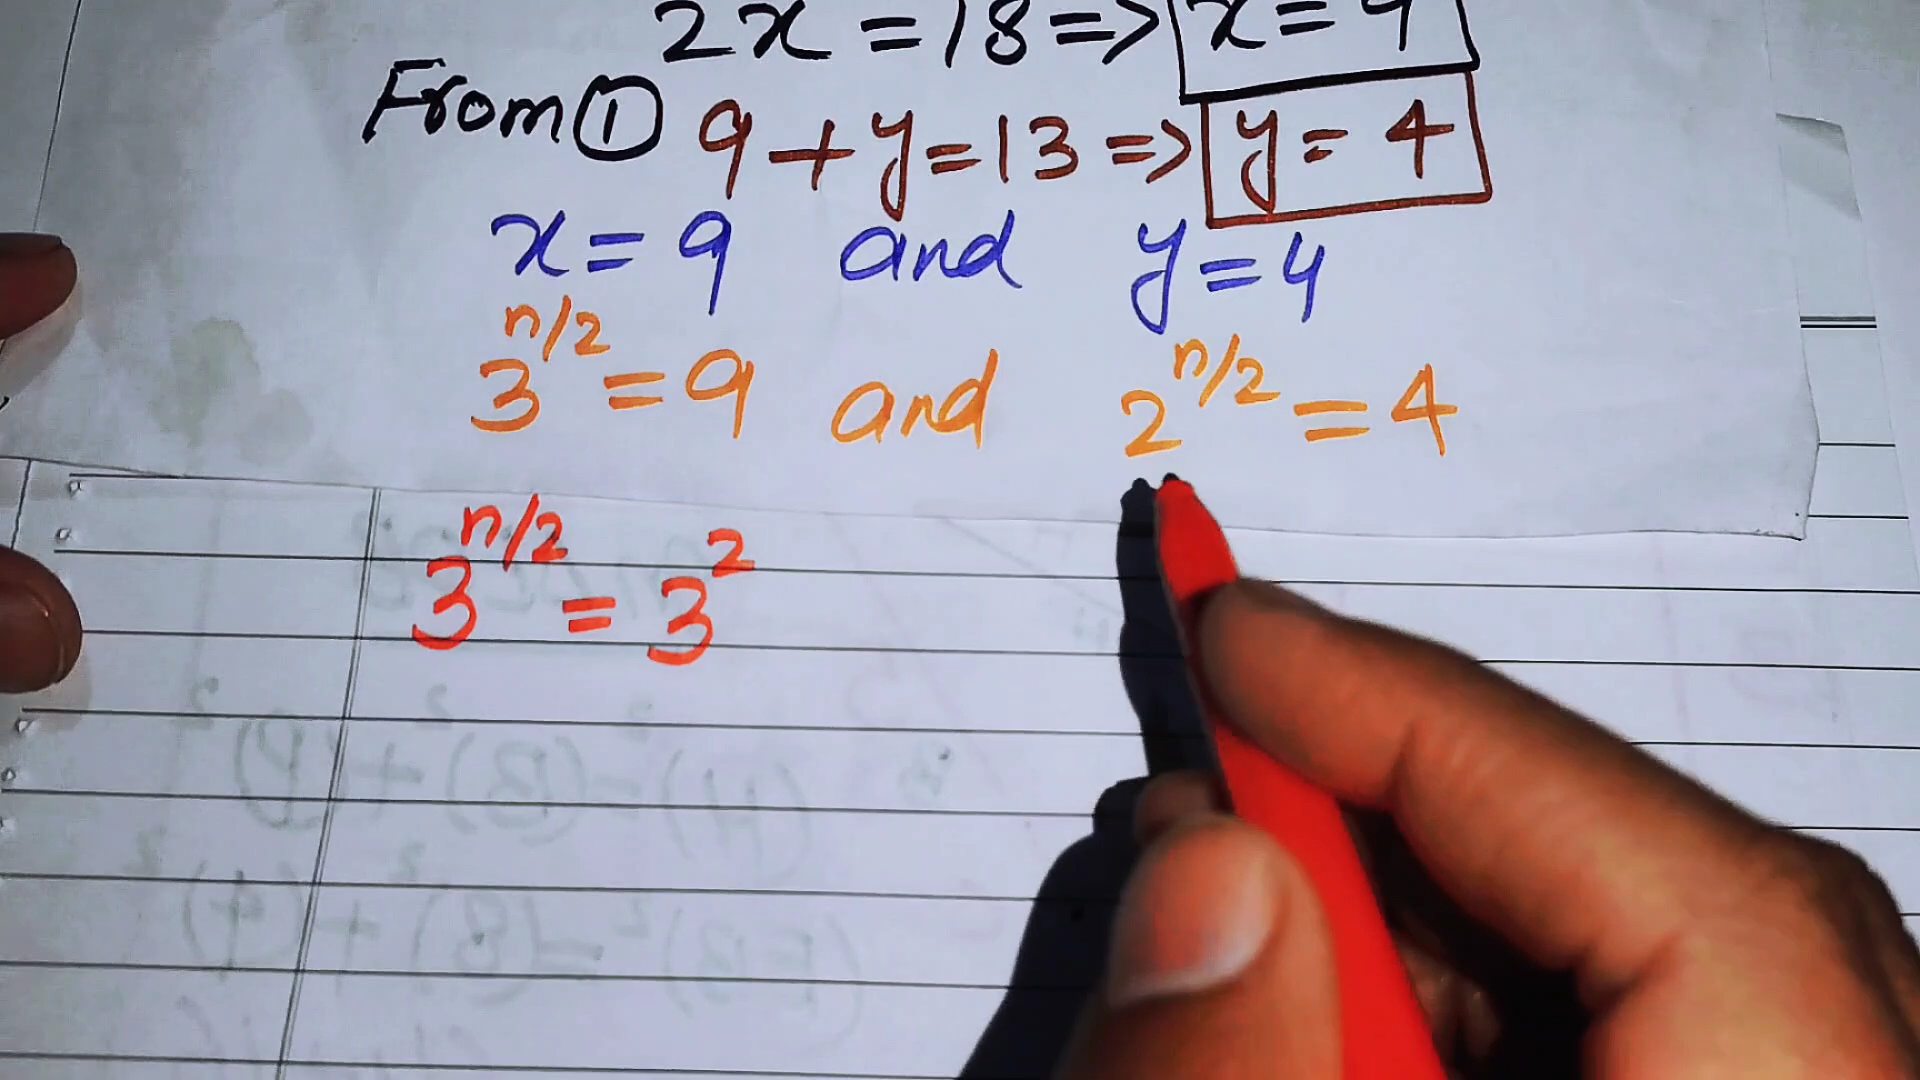 2x = 18 => x = 9
From ① 9 + y = 13 => y = 4
x = 9 and y = 4
3^{n/2} = 9 and 2^{n/2} = 4
3^{n/2} = 3^2